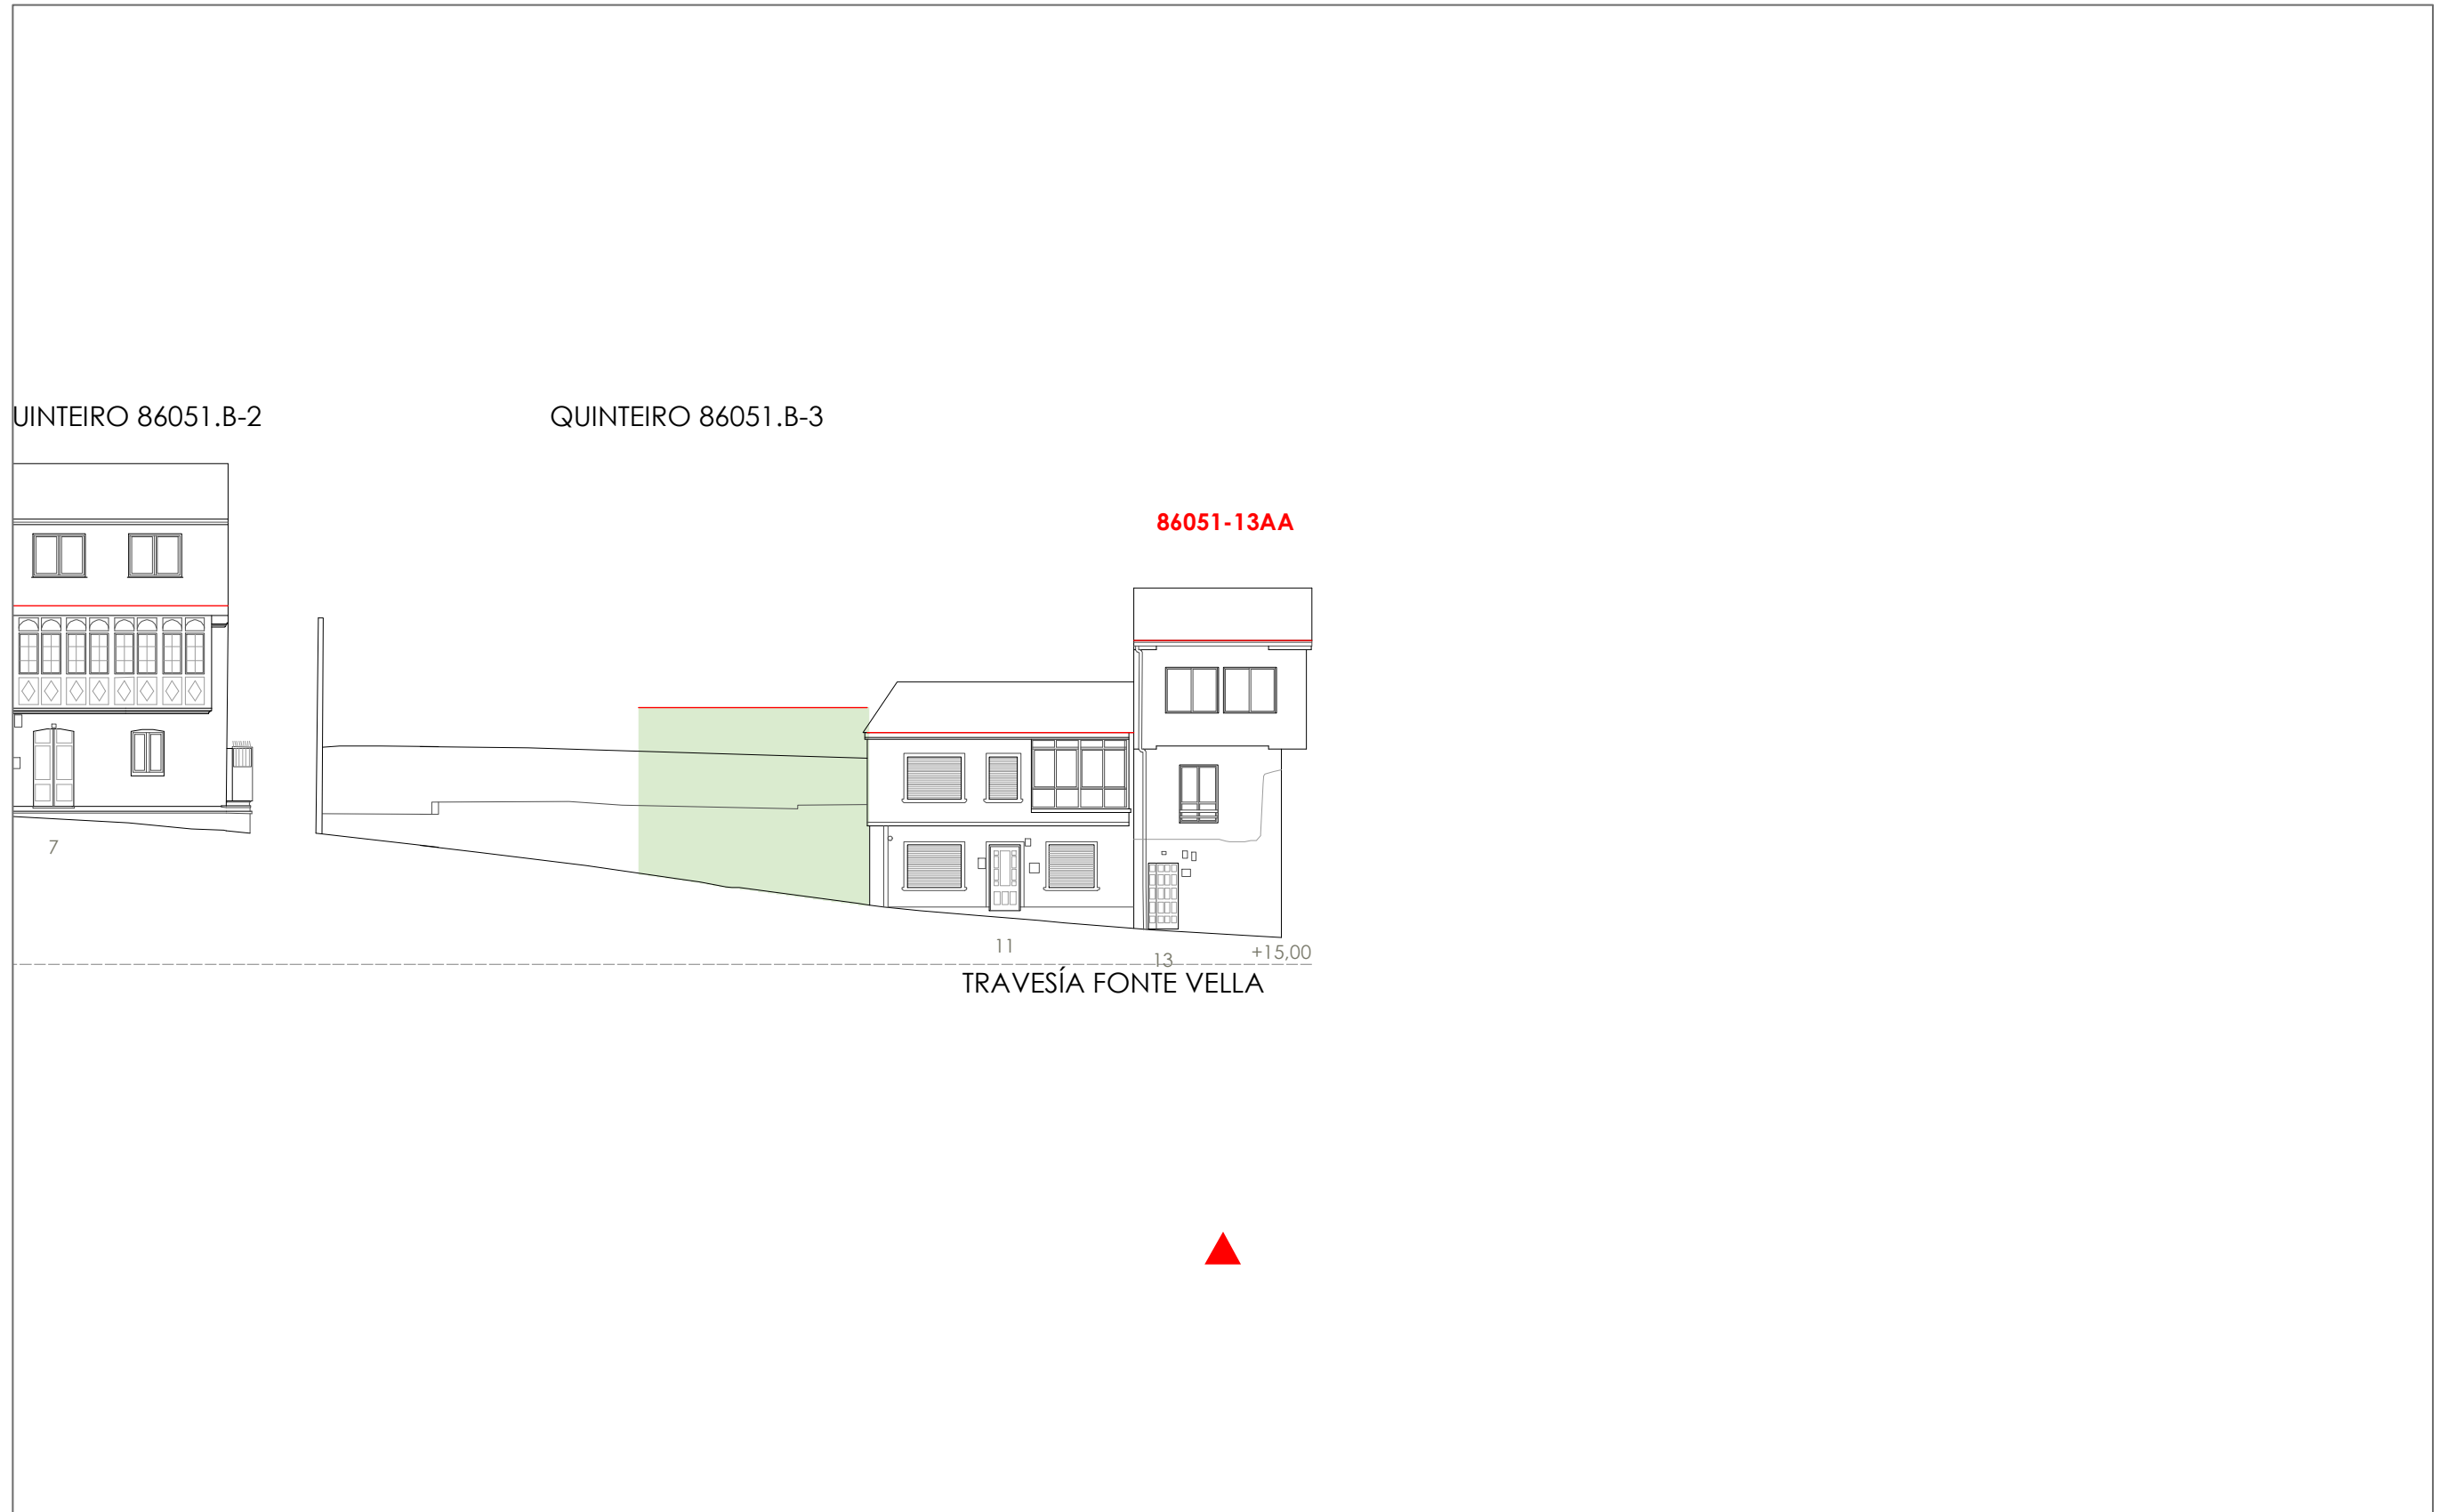 UINTEIRO 86051.B-2
QUINTEIRO 86051.B-3
86051-13AA
7
11
13
+15,00
TRAVESÍA FONTE VELLA